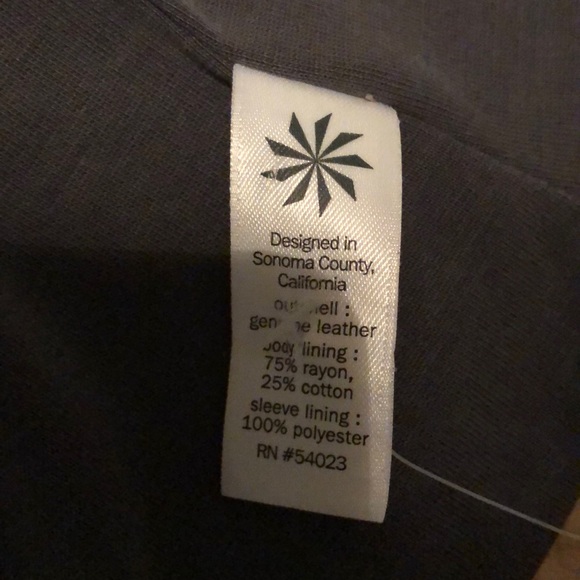 Designed in
Sonoma County,
California
leather
lining :
75% rayon,
25% cotton
sleeve lining :
100% polyester
RN #54023